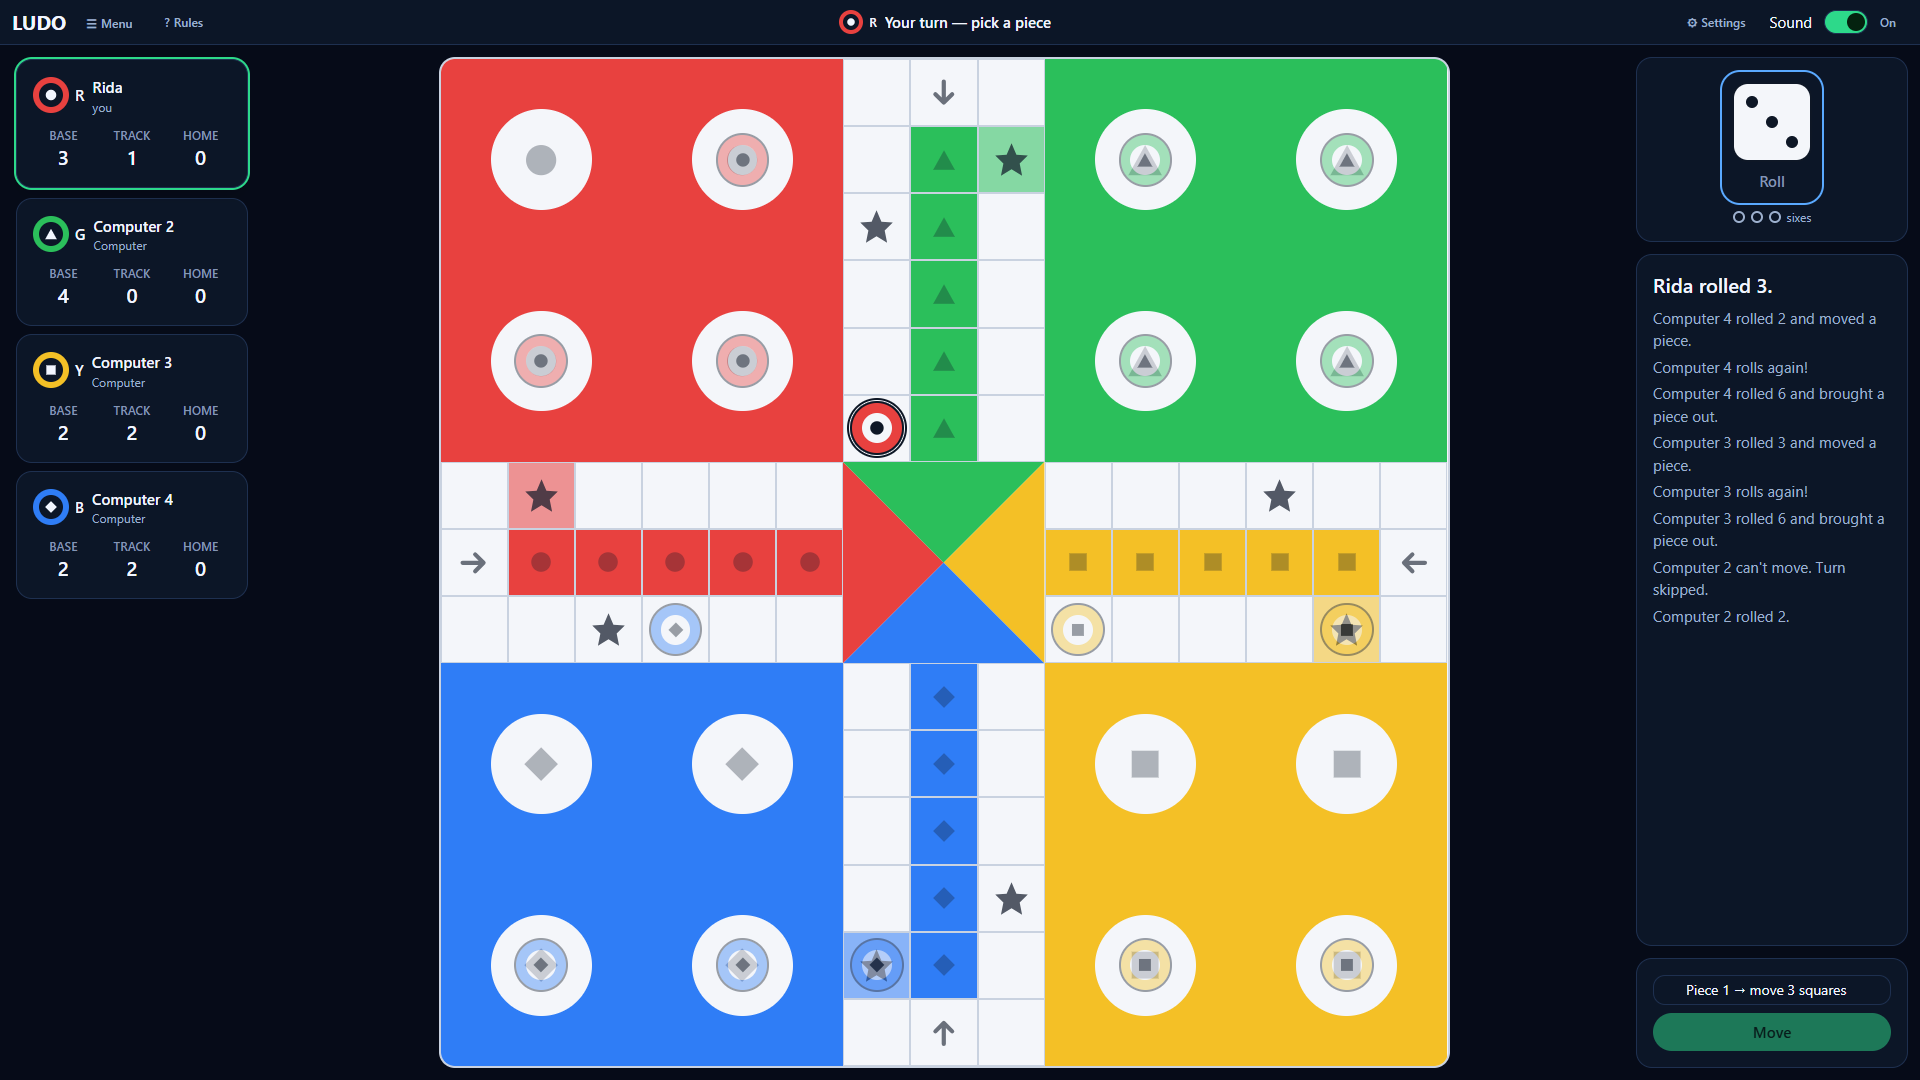 LUDO
☰ Menu
? Rules
R Your turn — pick a piece
⚙ Settings
Sound
On
R Rida
you
BASE TRACK HOME
3 1 0
G Computer 2
Computer
BASE TRACK HOME
4 0 0
Y Computer 3
Computer
BASE TRACK HOME
2 2 0
B Computer 4
Computer
BASE TRACK HOME
2 2 0
Roll
sixes
Rida rolled 3.
Computer 4 rolled 2 and moved a
piece.
Computer 4 rolls again!
Computer 4 rolled 6 and brought a
piece out.
Computer 3 rolled 3 and moved a
piece.
Computer 3 rolls again!
Computer 3 rolled 6 and brought a
piece out.
Computer 2 can't move. Turn
skipped.
Computer 2 rolled 2.
Piece 1 → move 3 squares
Move